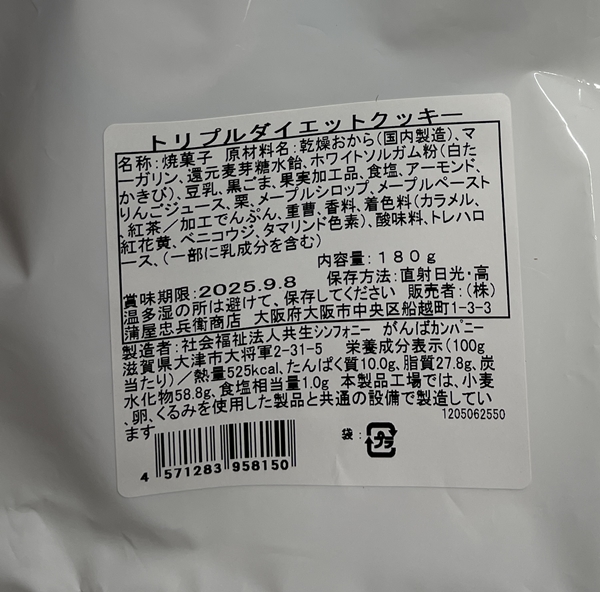 トリプルダイエットクッキー
名称:焼菓子 原材料名:乾燥おから(国内製造)、マ
ーガリン、還元麦芽糖水飴、ホワイトソルガム粉(白た
かきび)、豆乳、黒ごま、果実加工品、食塩、アーモンド、
りんごジュース、栗、メープルシロップ、メープルペースト
、紅茶/加工でんぷん、重曹、香料、着色料(カラメル、
紅花黄、ベニコウジ、タマリンド色素)、酸味料、トレハロ
ース、(一部に乳成分を含む)
内容量:180g
賞味期限:2025.9.8 保存方法:直射日光・高
温多湿の所は避けて、保存してください 販売者:(株)
蒲屋忠兵衛商店 大阪府大阪市中央区船越町1-3-3
製造者:社会福祉法人共生シンフォニー がんばカンパニー
滋賀県大津市大将軍2-31-5 栄養成分表示(100g
当たり)/熱量525kcal、たんぱく質10.0g、脂質27.8g、炭
水化物58.8g、食塩相当量1.0g 本製品工場では、小麦
、卵、くるみを使用した製品と共通の設備で製造してい
ます
1205062550
袋: プラ
4 571283 958150